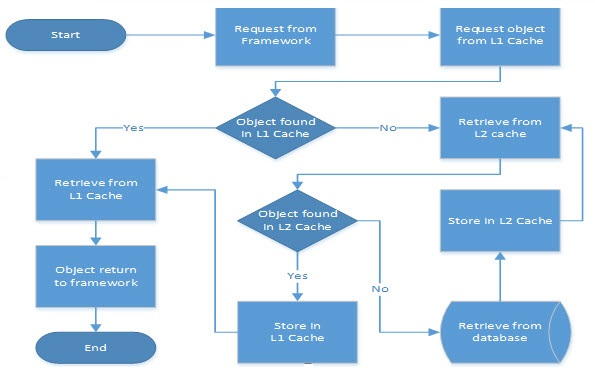 Start
Request from
Framework
Request object
from L1 Cache
Object found
in L1 Cache
Yes
No
Retrieve from
L2 cache
Retrieve from
L1 Cache
Object found
in L2 Cache
Store in L2 Cache
Object return
to framework
Yes
No
Store in
L1 Cache
Retrieve from
database
End